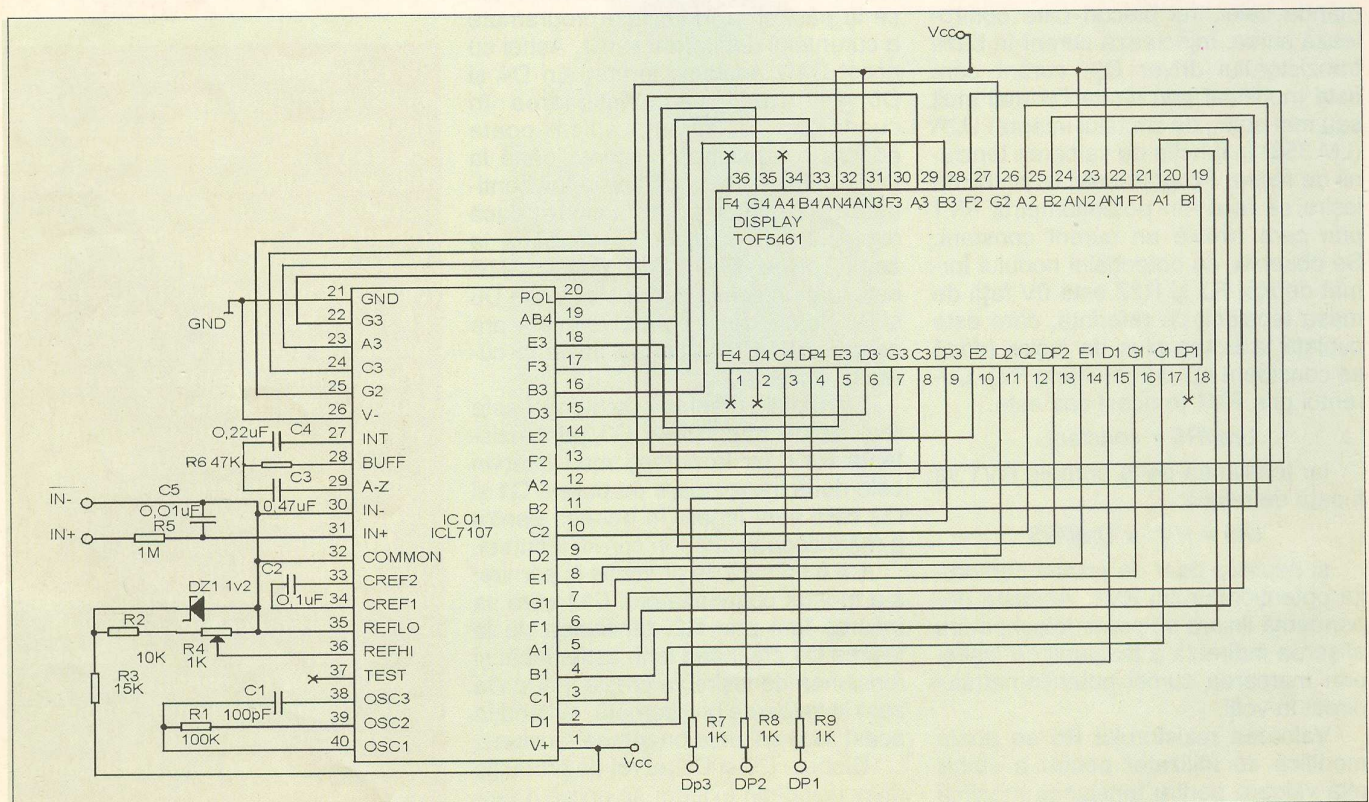 Vcc
36 35 34 33 32 31 30 29 28 27 26 25 24 23 22 21 20 19
F4 G4 A4 B4 AN4 AN3 F3 A3 B3 F2 G2 A2 B2 AN2 AN1 F1 A1 B1
DISPLAY
TOF5461
E4 D4 C4 DP4 E3 D3 G3 C3 DP3 E2 D2 C2 DP2 E1 D1 G1 C1 DP1
1 2 3 4 5 6 7 8 9 10 11 12 13 14 15 16 17 18
GND
21 GND
22 G3
23 A3
24 C3
25 G2
26 V-
27 INT
28 BUFF
29 A-Z
30 IN-
31 IN+
32 COMMON
33 CREF2
34 CREF1
35 REFLO
36 REFHI
37 TEST
38 OSC3
39 OSC2
40 OSC1
IC 01
ICL7107
POL 20
AB4 19
E3 18
F3 17
B3 16
D3 15
E2 14
F2 13
A2 12
B2 11
C2 10
D2 9
E1 8
G1 7
F1 6
A1 5
B1 4
C1 3
D1 2
V+
Vcc
0,22uF C4
R6 47K
C3
0,47uF
IN-
C5
0,01uF
IN+
R5
1M
C2
0,1uF
DZ1 1v2
R2
10K
R4
1K
R3
15K
C1
100pF
R1
100K
R7
1K
R8
1K
R9
1K
Dp3
DP2
DP1